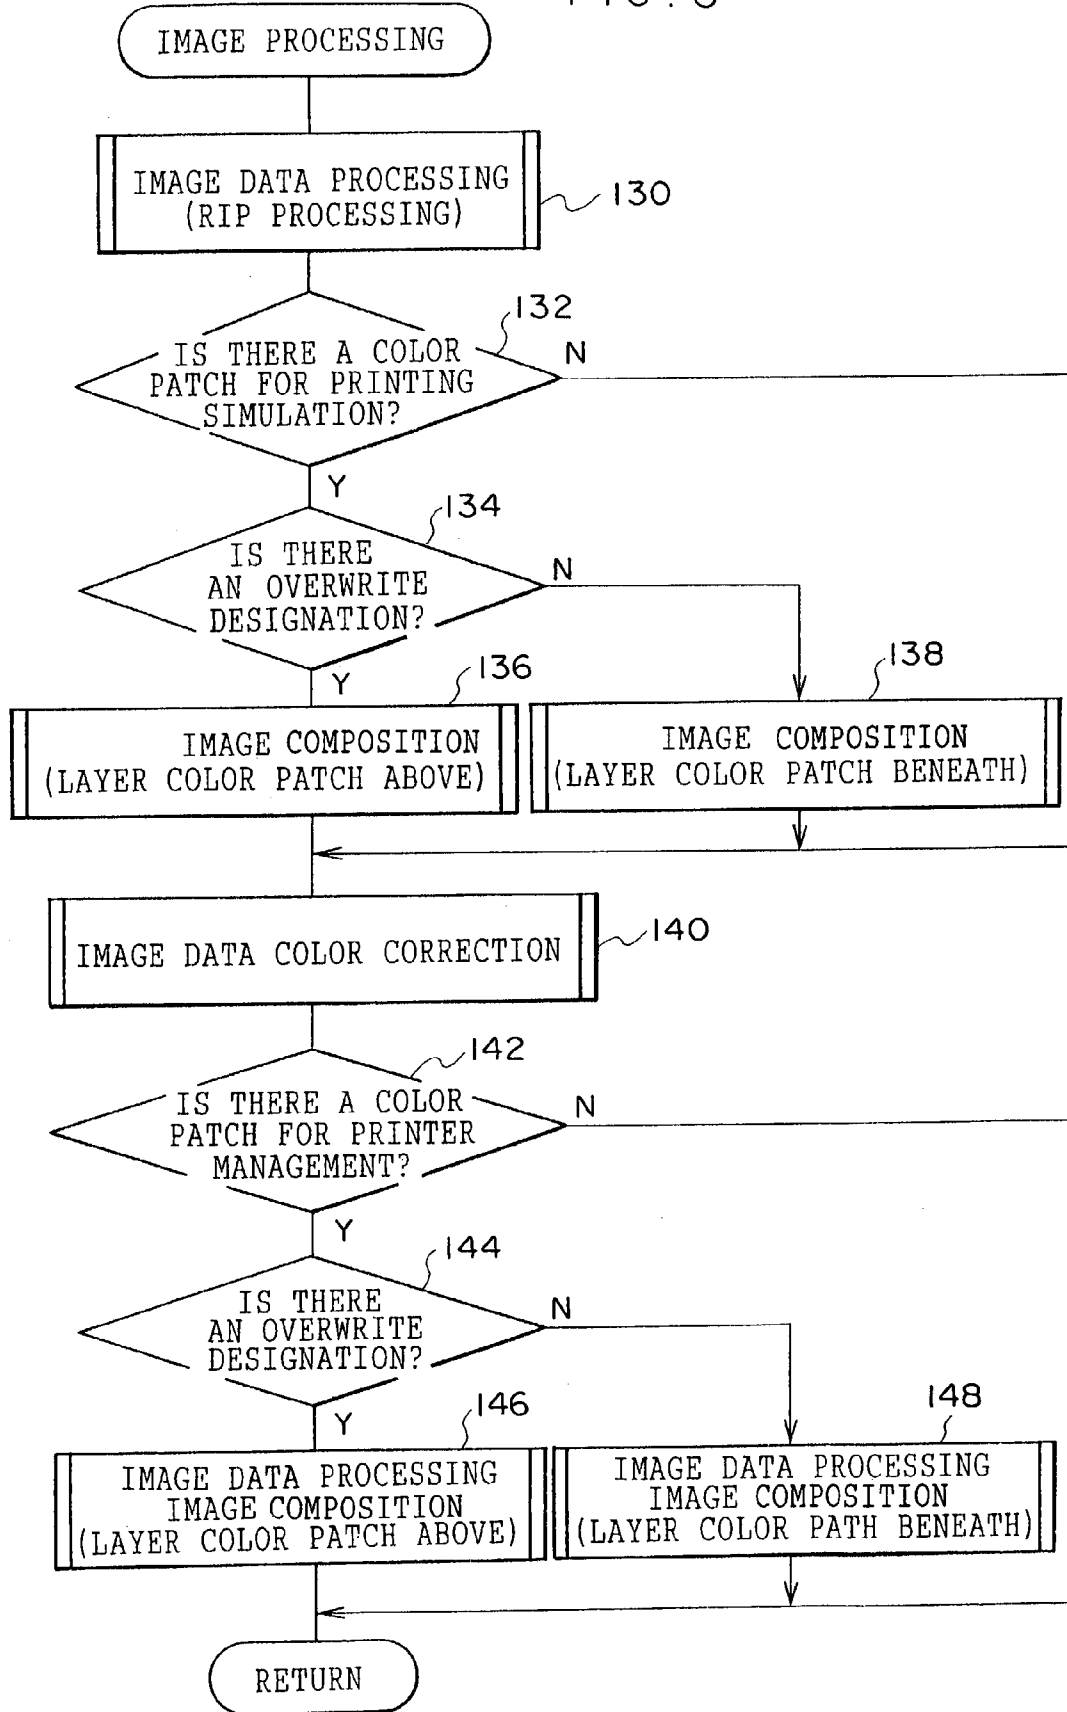 IMAGE PROCESSING
IMAGE DATA PROCESSING
(RIP PROCESSING)
130
132
IS THERE A COLOR
PATCH FOR PRINTING
SIMULATION?
N
Y
134
IS THERE
AN OVERWRITE
DESIGNATION?
N
Y
136
IMAGE COMPOSITION
(LAYER COLOR PATCH ABOVE)
138
IMAGE COMPOSITION
(LAYER COLOR PATCH BENEATH)
IMAGE DATA COLOR CORRECTION
140
142
IS THERE A COLOR
PATCH FOR PRINTER
MANAGEMENT?
N
Y
144
IS THERE
AN OVERWRITE
DESIGNATION?
N
Y
146
IMAGE DATA PROCESSING
IMAGE COMPOSITION
(LAYER COLOR PATCH ABOVE)
148
IMAGE DATA PROCESSING
IMAGE COMPOSITION
(LAYER COLOR PATH BENEATH)
RETURN